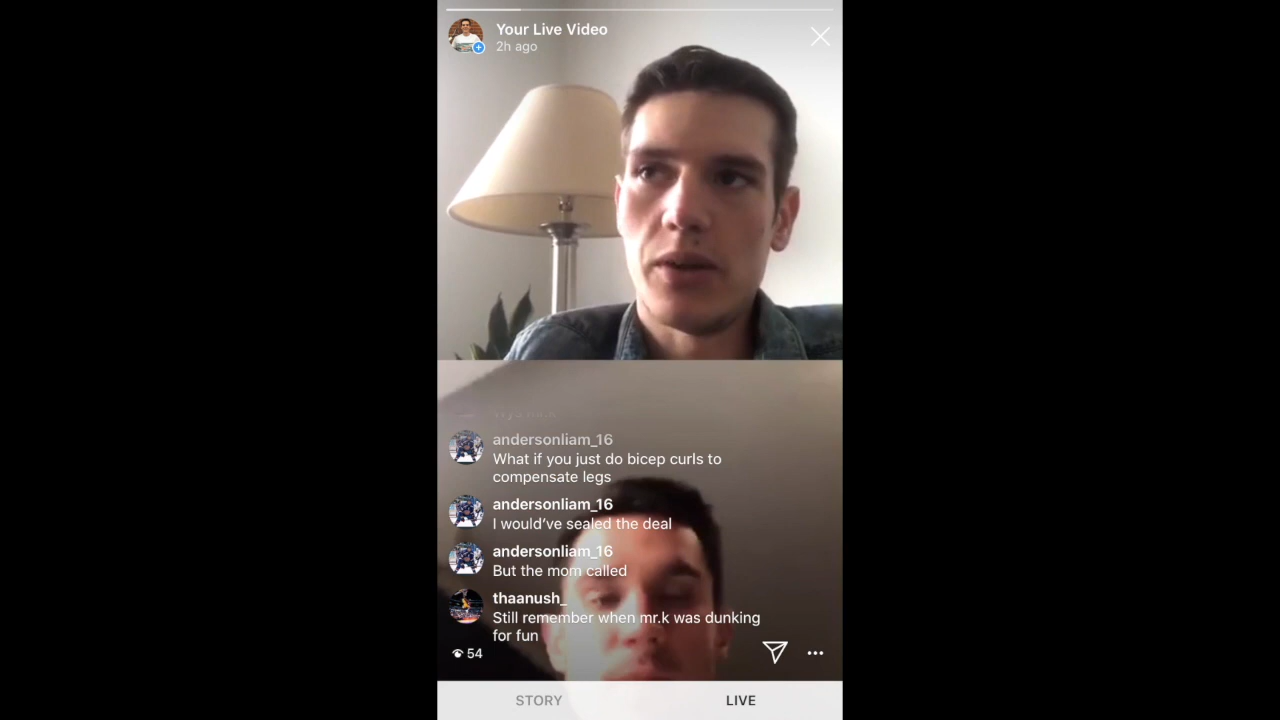 Your Live Video
2h ago
andersonliam_16
What if you just do bicep curls to
compensate legs
andersonliam_16
I would've sealed the deal
andersonliam_16
But the mom called
thaanush_
Still remember when mr.k was dunking
for fun
54
STORY
LIVE